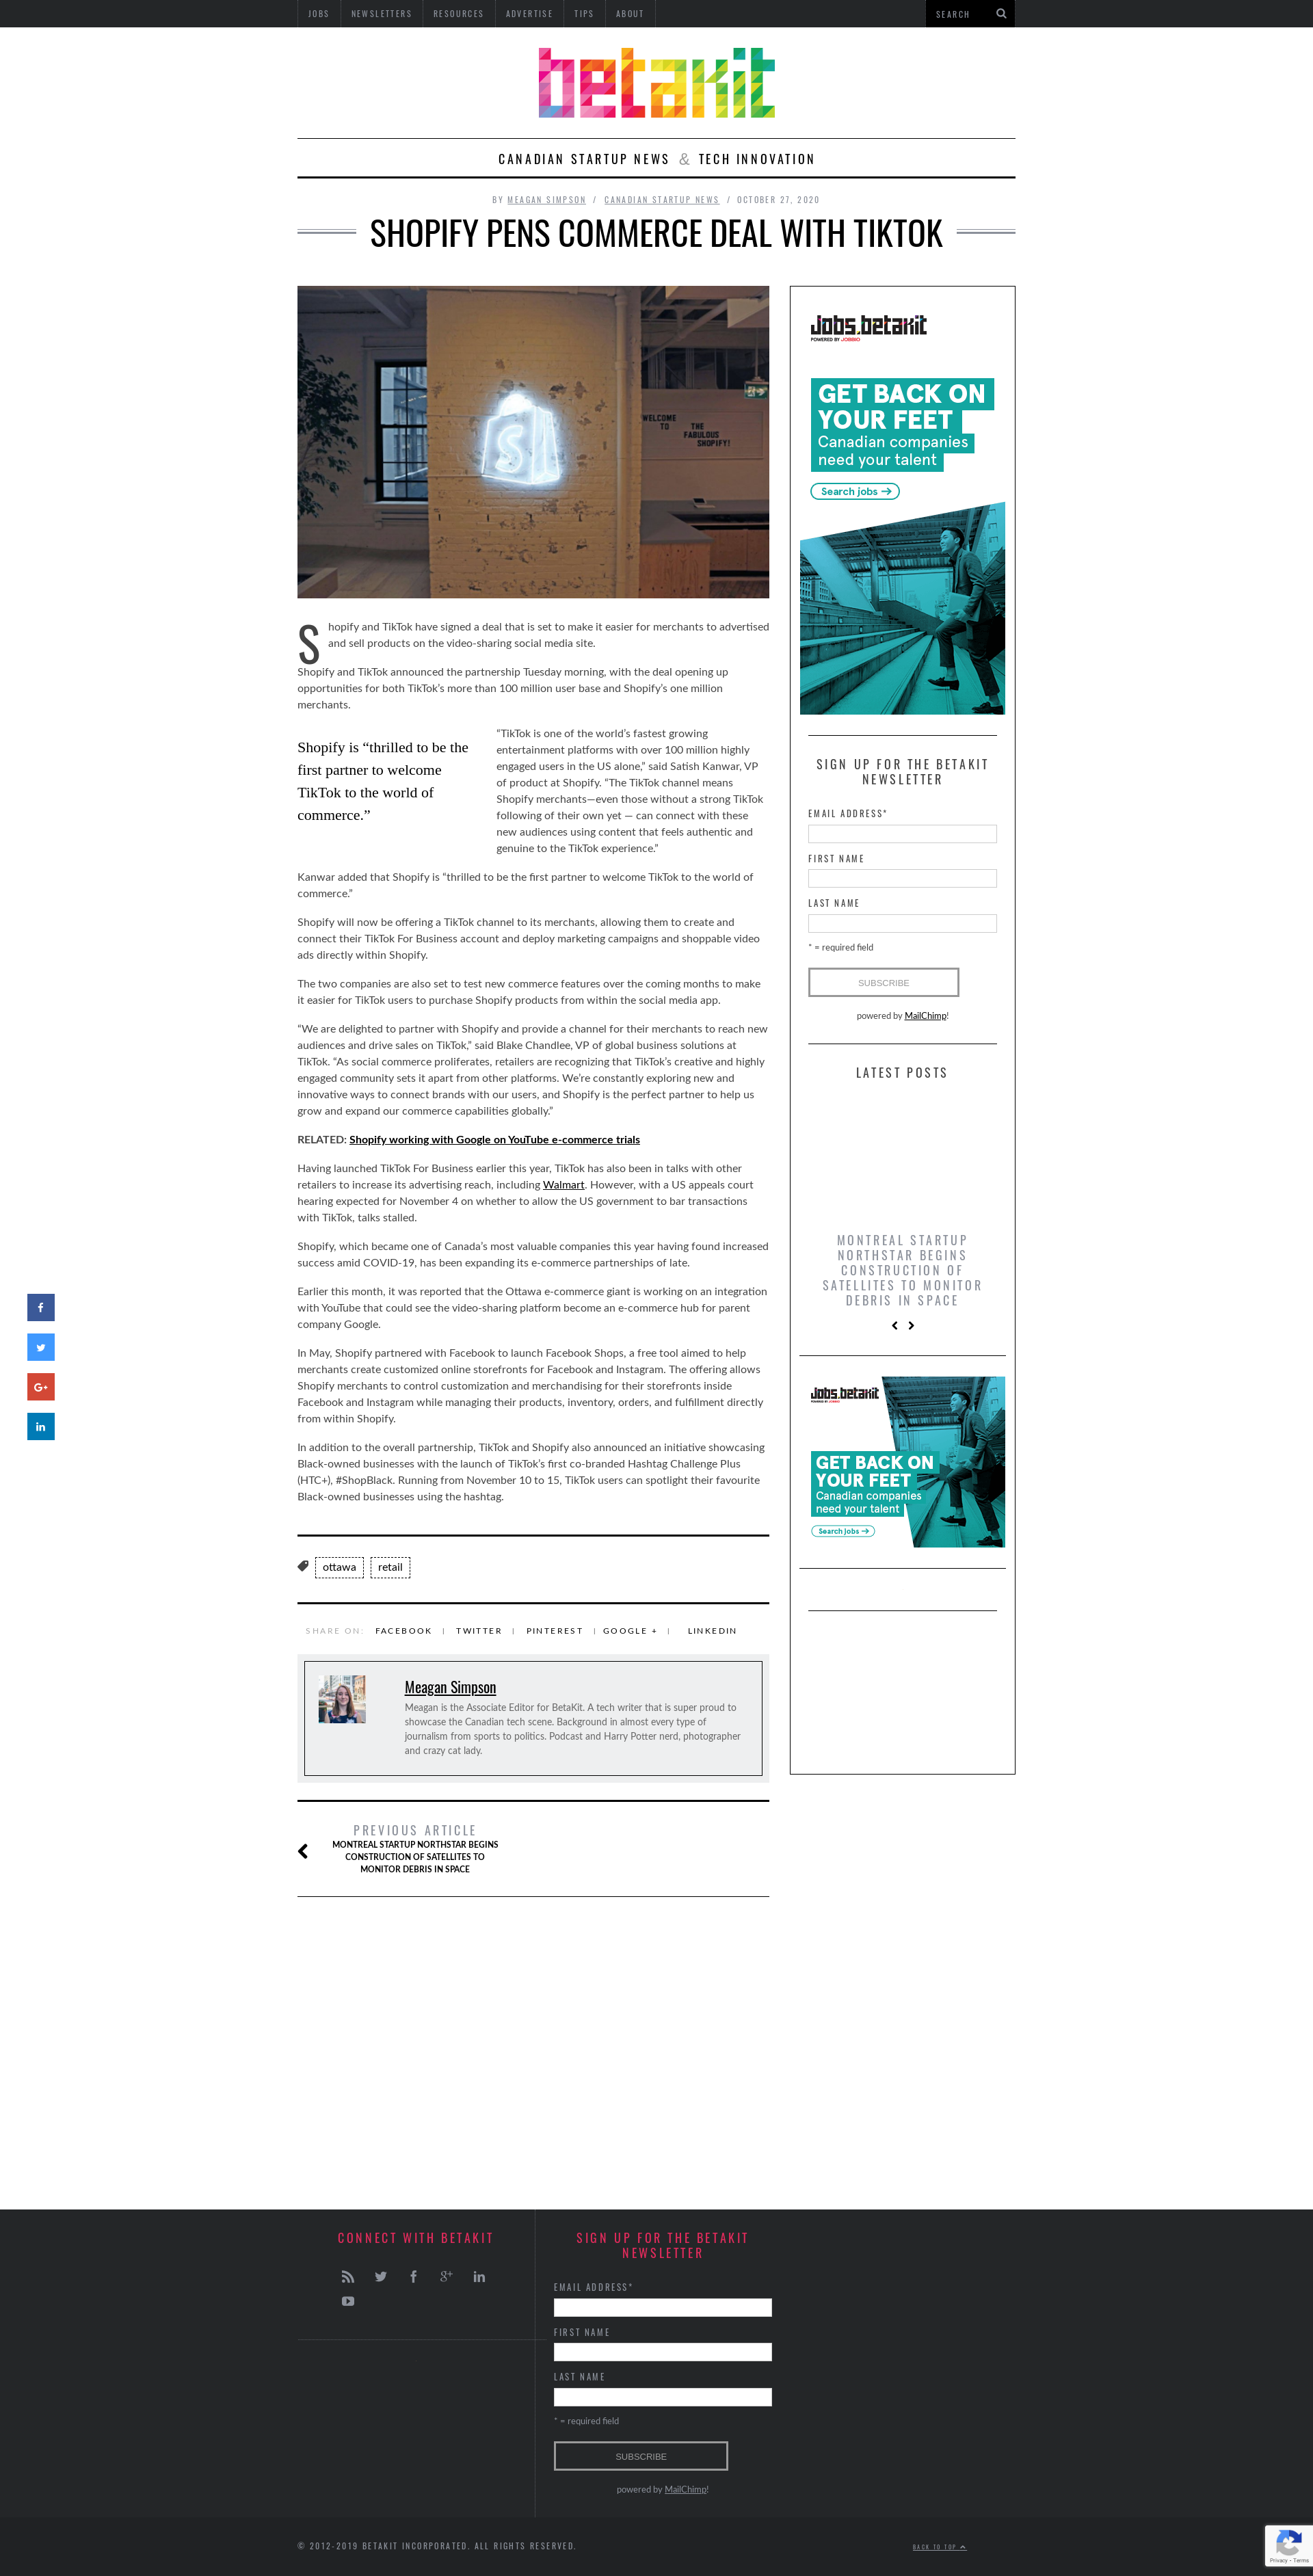 JOBS NEWSLETTERS RESOURCES ADVERTISE TIPS ABOUT SEARCH
betakit
CANADIAN STARTUP NEWS & TECH INNOVATION
BY MEAGAN SIMPSON / CANADIAN STARTUP NEWS / OCTOBER 27, 2020
SHOPIFY PENS COMMERCE DEAL WITH TIKTOK
WELCOME
TO THE
FABULOUS
SHOPIFY!
Shopify and TikTok have signed a deal that is set to make it easier for merchants to advertised
and sell products on the video-sharing social media site.
Shopify and TikTok announced the partnership Tuesday morning, with the deal opening up
opportunities for both TikTok’s more than 100 million user base and Shopify’s one million
merchants.
Shopify is “thrilled to be the
first partner to welcome
TikTok to the world of
commerce.”
“TikTok is one of the world’s fastest growing
entertainment platforms with over 100 million highly
engaged users in the US alone,” said Satish Kanwar, VP
of product at Shopify. “The TikTok channel means
Shopify merchants—even those without a strong TikTok
following of their own yet — can connect with these
new audiences using content that feels authentic and
genuine to the TikTok experience.”
Kanwar added that Shopify is “thrilled to be the first partner to welcome TikTok to the world of
commerce.”
Shopify will now be offering a TikTok channel to its merchants, allowing them to create and
connect their TikTok For Business account and deploy marketing campaigns and shoppable video
ads directly within Shopify.
The two companies are also set to test new commerce features over the coming months to make
it easier for TikTok users to purchase Shopify products from within the social media app.
“We are delighted to partner with Shopify and provide a channel for their merchants to reach new
audiences and drive sales on TikTok,” said Blake Chandlee, VP of global business solutions at
TikTok. “As social commerce proliferates, retailers are recognizing that TikTok’s creative and highly
engaged community sets it apart from other platforms. We’re constantly exploring new and
innovative ways to connect brands with our users, and Shopify is the perfect partner to help us
grow and expand our commerce capabilities globally.”
RELATED: Shopify working with Google on YouTube e-commerce trials
Having launched TikTok For Business earlier this year, TikTok has also been in talks with other
retailers to increase its advertising reach, including Walmart. However, with a US appeals court
hearing expected for November 4 on whether to allow the US government to bar transactions
with TikTok, talks stalled.
Shopify, which became one of Canada’s most valuable companies this year having found increased
success amid COVID-19, has been expanding its e-commerce partnerships of late.
Earlier this month, it was reported that the Ottawa e-commerce giant is working on an integration
with YouTube that could see the video-sharing platform become an e-commerce hub for parent
company Google.
In May, Shopify partnered with Facebook to launch Facebook Shops, a free tool aimed to help
merchants create customized online storefronts for Facebook and Instagram. The offering allows
Shopify merchants to control customization and merchandising for their storefronts inside
Facebook and Instagram while managing their products, inventory, orders, and fulfillment directly
from within Shopify.
In addition to the overall partnership, TikTok and Shopify also announced an initiative showcasing
Black-owned businesses with the launch of TikTok’s first co-branded Hashtag Challenge Plus
(HTC+), #ShopBlack. Running from November 10 to 15, TikTok users can spotlight their favourite
Black-owned businesses using the hashtag.
ottawa retail
SHARE ON: FACEBOOK | TWITTER | PINTEREST | GOOGLE + | LINKEDIN
Meagan Simpson
Meagan is the Associate Editor for BetaKit. A tech writer that is super proud to
showcase the Canadian tech scene. Background in almost every type of
journalism from sports to politics. Podcast and Harry Potter nerd, photographer
and crazy cat lady.
PREVIOUS ARTICLE
MONTREAL STARTUP NORTHSTAR BEGINS
CONSTRUCTION OF SATELLITES TO
MONITOR DEBRIS IN SPACE
Jobs.betakit
POWERED BY JOBBIO
GET BACK ON
YOUR FEET
Canadian companies
need your talent
Search jobs →
SIGN UP FOR THE BETAKIT
NEWSLETTER
EMAIL ADDRESS*
FIRST NAME
LAST NAME
* = required field
SUBSCRIBE
powered by MailChimp!
LATEST POSTS
MONTREAL STARTUP
NORTHSTAR BEGINS
CONSTRUCTION OF
SATELLITES TO MONITOR
DEBRIS IN SPACE
Jobs.betakit
POWERED BY JOBBIO
GET BACK ON
YOUR FEET
Canadian companies
need your talent
Search jobs →
CONNECT WITH BETAKIT
SIGN UP FOR THE BETAKIT
NEWSLETTER
EMAIL ADDRESS*
FIRST NAME
LAST NAME
* = required field
SUBSCRIBE
powered by MailChimp!
© 2012-2019 BETAKIT INCORPORATED. ALL RIGHTS RESERVED.
BACK TO TOP
Privacy - Terms